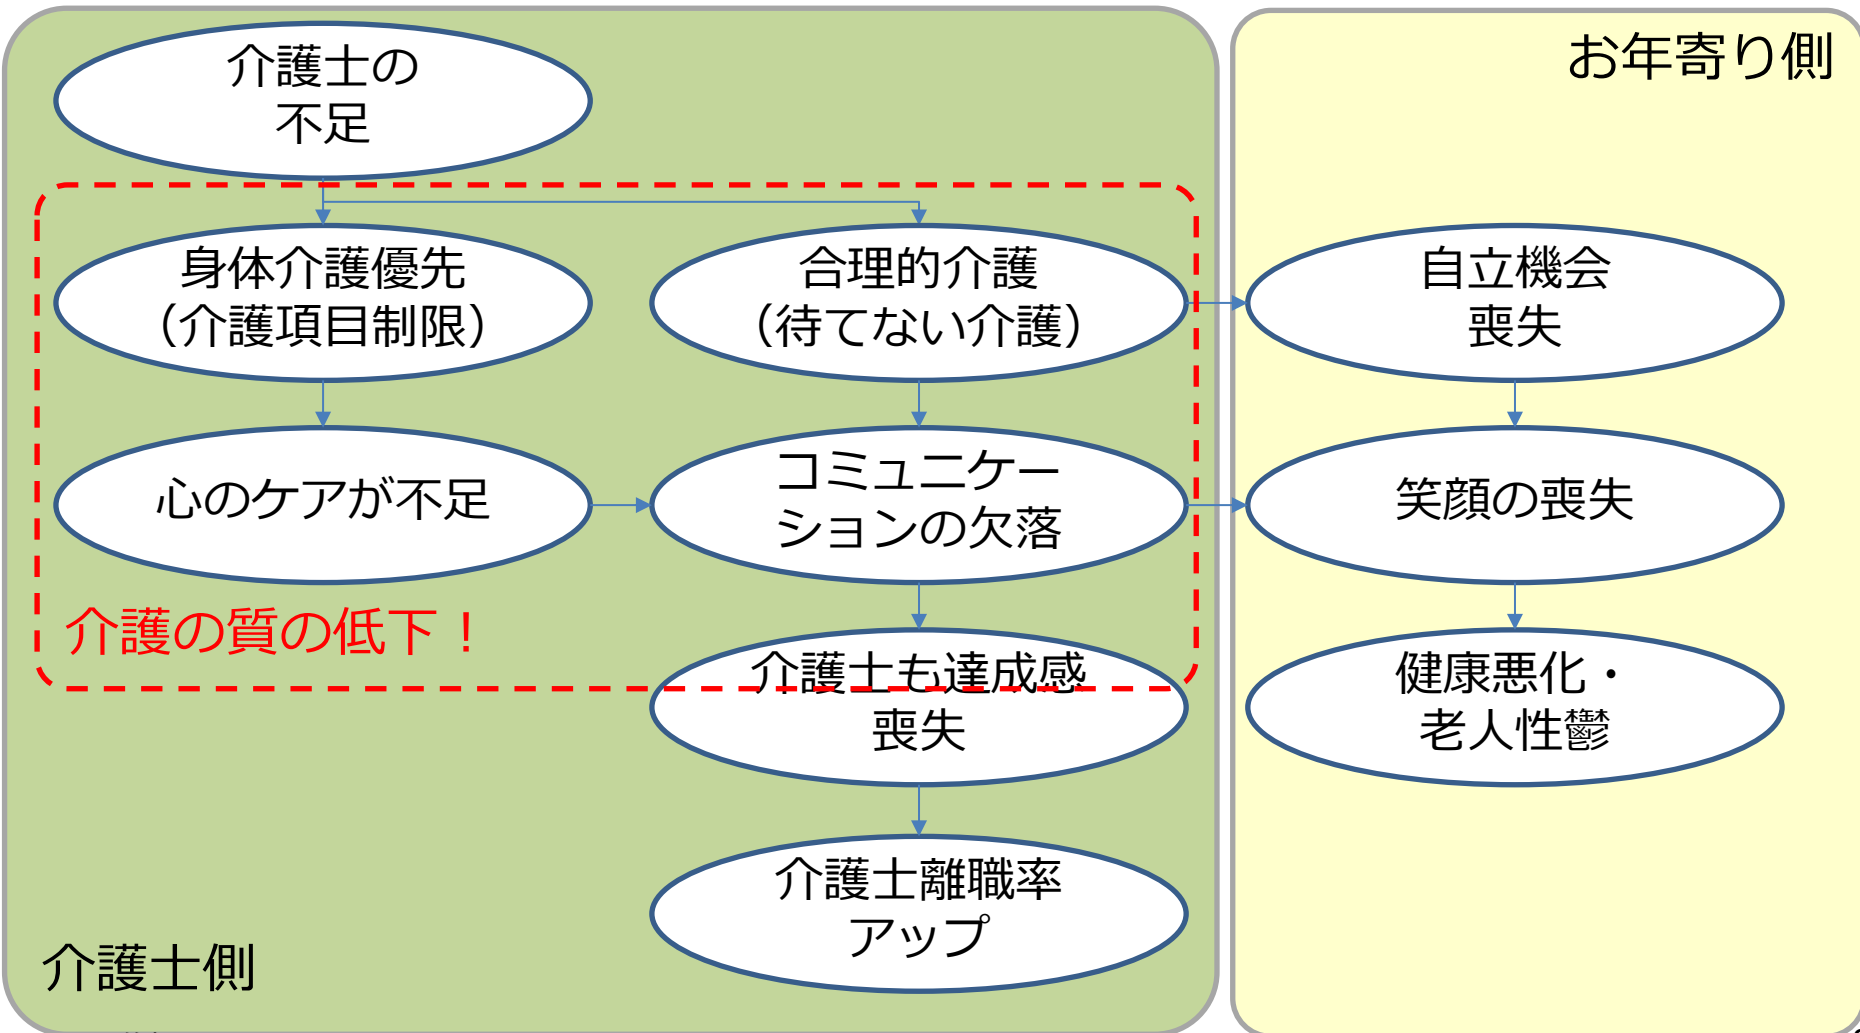 介護士の
不足
お年寄り側
身体介護優先
（介護項目制限）
合理的介護
（待てない介護）
自立機会
喪失
心のケアが不足
コミュニケー
ションの欠落
笑顔の喪失
介護の質の低下！
介護士も達成感
喪失
健康悪化・
老人性鬱
介護士離職率
アップ
介護士側